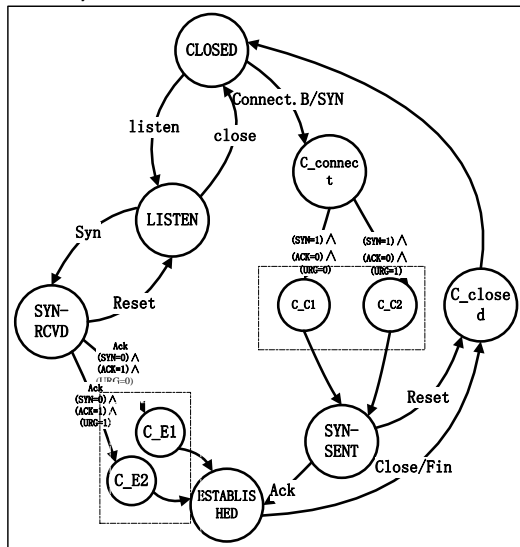 CLOSED
Connect.B/SYN
listen
close
C_connec
t
LISTEN
Syn
(SYN=1)∧
(ACK=0)∧
(URG=0)
(SYN=1)∧
(ACK=0)∧
(URG=1)
SYN-
RCVD
Reset
C_C1
C_C2
C_close
d
Ack
(SYN=0)∧
(ACK=1)∧
(URG=0)
Ack
(SYN=0)∧
(ACK=1)∧
(URG=1)
C_E1
C_E2
SYN-
SENT
Reset
Close/Fin
Ack
ESTABLIS
HED